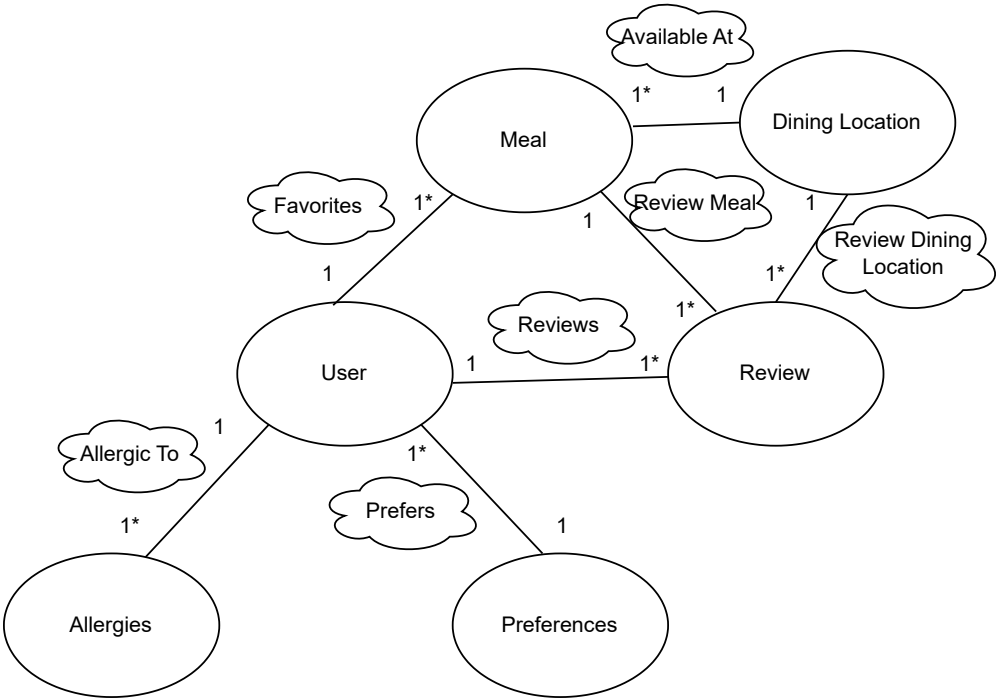 Available At
1*
1
Dining Location
Meal
Favorites
1*
Review Meal
1
1
Review Dining
Location
1
1*
1*
Reviews
User
1
1*
Review
Allergic To
1
1*
Prefers
1*
1
Allergies
Preferences